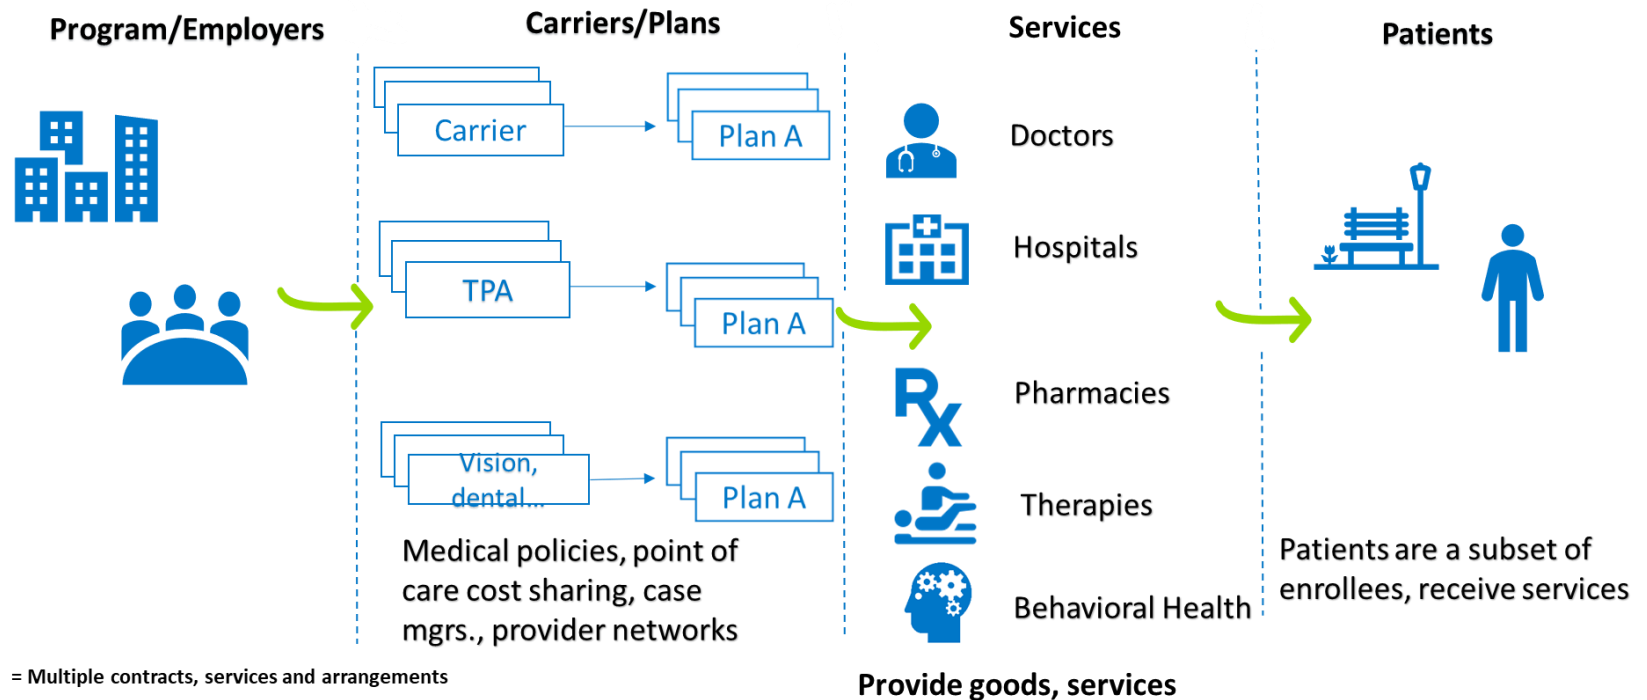 Program/Employers
Carriers/Plans
Services
Patients
Carrier
Plan A
Doctors
Hospitals
TPA
Plan A
Rx
Pharmacies
Vision,
dental...
Plan A
Therapies
Medical policies, point of
care cost sharing, case
mgrs., provider networks
Behavioral Health
Patients are a subset of
enrollees, receive services
= Multiple contracts, services and arrangements
Provide goods, services